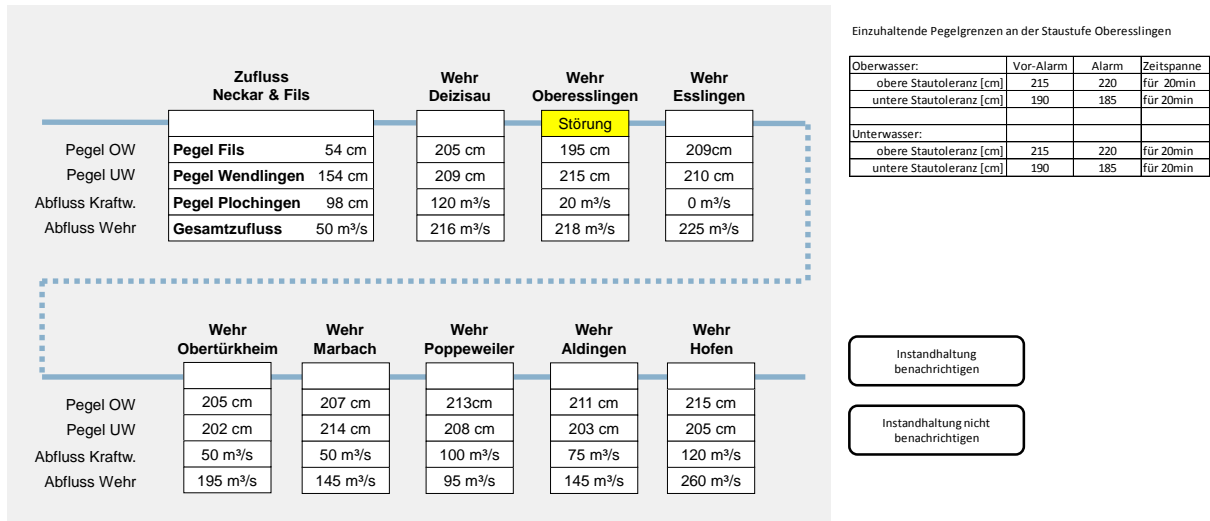 Einzuhaltende Pegelgrenzen an der Staustufe Oberesslingen
Oberwasser: Vor-Alarm Alarm Zeitspanne
obere Stautoleranz [cm] 215 220 für 20min
untere Stautoleranz [cm] 190 185 für 20min
Unterwasser:
obere Stautoleranz [cm] 215 220 für 20min
untere Stautoleranz [cm] 190 185 für 20min
Zufluss Wehr Wehr Wehr
Neckar & Fils Deizisau Oberesslingen Esslingen
Störung
Pegel OW Pegel Fils 54 cm 205 cm 195 cm 209cm
Pegel UW Pegel Wendlingen 154 cm 209 cm 215 cm 210 cm
Abfluss Kraftw. Pegel Plochingen 98 cm 120 m³/s 20 m³/s 0 m³/s
Abfluss Wehr Gesamtzufluss 50 m³/s 216 m³/s 218 m³/s 225 m³/s
Wehr Wehr Wehr Wehr Wehr
Obertürkheim Marbach Poppeweiler Aldingen Hofen
Pegel OW 205 cm 207 cm 213cm 211 cm 215 cm
Pegel UW 202 cm 214 cm 208 cm 203 cm 205 cm
Abfluss Kraftw. 50 m³/s 50 m³/s 100 m³/s 75 m³/s 120 m³/s
Abfluss Wehr 195 m³/s 145 m³/s 95 m³/s 145 m³/s 260 m³/s
Instandhaltung
benachrichtigen
Instandhaltung nicht
benachrichtigen